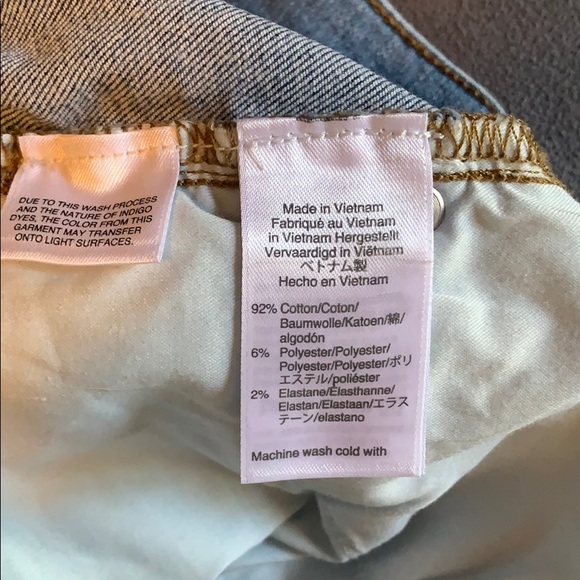 DUE TO THIS WASH PROCESS
AND THE NATURE OF INDIGO
DYES, THE COLOR FROM THIS
GARMENT MAY TRANSFER
ONTO LIGHT SURFACES.
Made in Vietnam
Fabriqué au Vietnam
in Vietnam Hergestellt
Vervaardigd in Viëtnam
ベトナム製
Hecho en Vietnam
92% Cotton/Coton/
Baumwolle/Katoen/綿/
algodón
6% Polyester/Polyester/
Polyester/Polyester/ポリ
エステル/poliéster
2% Elastane/Élasthanne/
Elastan/Elastaan/エラス
テーン/elastano
Machine wash cold with